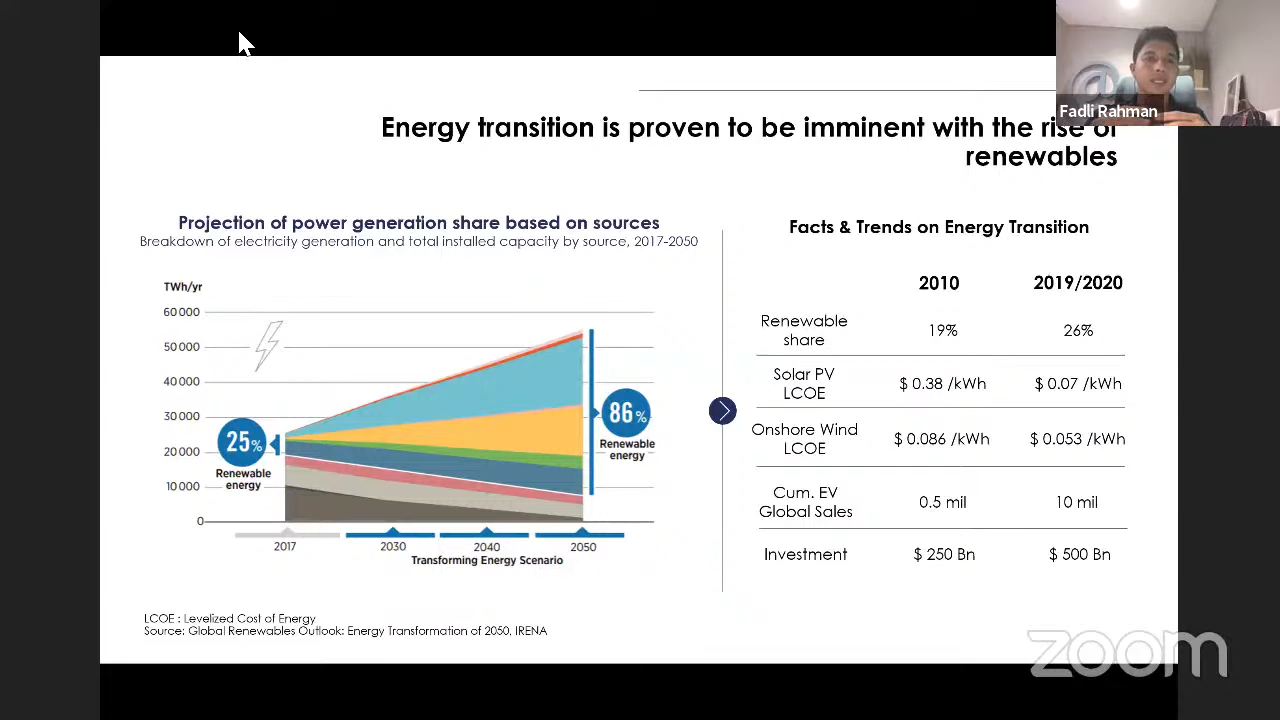 Fadli Rahman
Energy transition is proven to be imminent with the rise of
renewables
Projection of power generation share based on sources
Breakdown of electricity generation and total installed capacity by source, 2017-2050
TWh/yr
60 000
50 000
40 000
30 000
20 000
10 000
0
25%
Renewable
energy
86%
Renewable
energy
2017
2030
2040
2050
Transforming Energy Scenario
Facts & Trends on Energy Transition
2010 2019/2020
Renewable
share
19% 26%
Solar PV
LCOE
$ 0.38 /kWh $ 0.07 /kWh
Onshore Wind
LCOE
$ 0.086 /kWh $ 0.053 /kWh
Cum. EV
Global Sales
0.5 mil 10 mil
Investment $ 250 Bn $ 500 Bn
LCOE : Levelized Cost of Energy
Source: Global Renewables Outlook: Energy Transformation of 2050, IRENA
zoom